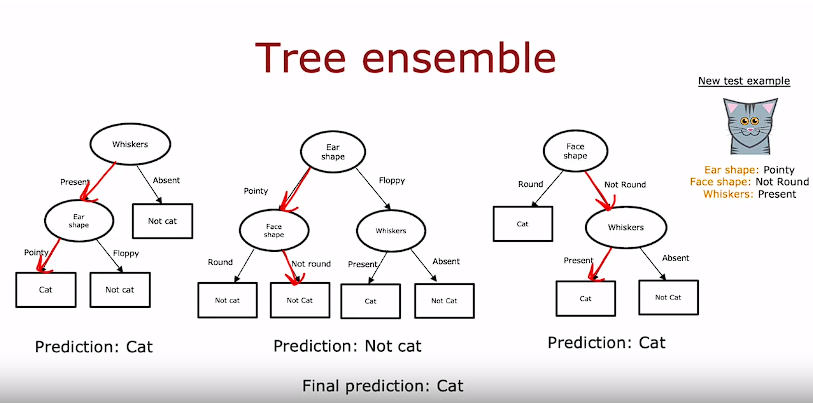 Tree ensemble
New test example
Ear shape: Pointy
Face shape: Not Round
Whiskers: Present
Whiskers
Present
Absent
Ear
shape
Not cat
Pointy
Floppy
Cat
Not cat
Prediction: Cat
Ear
shape
Pointy
Floppy
Face
shape
Whiskers
Round
Not round
Present
Absent
Not cat
Not Cat
Cat
Not Cat
Prediction: Not cat
Face
shape
Round
Not Round
Cat
Whiskers
Present
Absent
Cat
Not Cat
Prediction: Cat
Final prediction: Cat